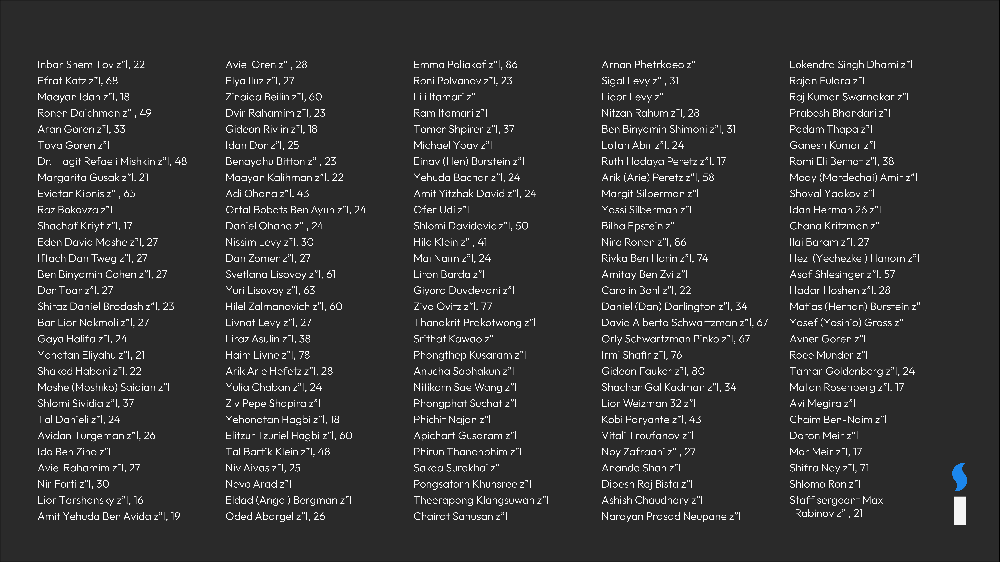 Inbar Shem Tov z”l, 22
Efrat Katz z”l, 68
Maayan Idan z”l, 18
Ronen Daichman z”l, 49
Aran Goren z”l, 33
Tova Goren z”l
Dr. Hagit Refaeli Mishkin z”l, 48
Margarita Gusak z”l, 21
Eviatar Kipnis z”l, 65
Raz Bokovza z”l
Shachaf Kriyf z”l, 17
Eden David Moshe z”l, 27
Iftach Dan Tweg z”l, 27
Ben Binyamin Cohen z”l, 27
Dor Toar z”l, 27
Shiraz Daniel Brodash z”l, 23
Bar Lior Nakmoli z”l, 27
Gaya Halifa z”l, 24
Yonatan Eliyahu z”l, 21
Shaked Habani z”l, 22
Moshe (Moshiko) Saidian z”l
Shlomi Sividia z”l, 37
Tal Danieli z”l, 24
Avidan Turgeman z”l, 26
Ido Ben Zino z”l
Aviel Rahamim z”l, 27
Nir Forti z”l, 30
Lior Tarshansky z”l, 16
Amit Yehuda Ben Avida z”l, 19
Aviel Oren z”l, 28
Elya Iluz z”l, 27
Zinaida Beilin z”l, 60
Dvir Rahamim z”l, 23
Gideon Rivlin z”l, 18
Idan Dor z”l, 25
Benayahu Bitton z”l, 23
Maayan Kalihman z”l, 22
Adi Ohana z”l, 43
Ortal Bobats Ben Ayun z”l, 24
Daniel Ohana z”l, 24
Nissim Levy z”l, 30
Dan Zomer z”l, 27
Svetlana Lisovoy z”l, 61
Yuri Lisovoy z”l, 63
Hilel Zalmanovich z”l, 60
Livnat Levy z”l, 27
Liraz Asulin z”l, 38
Haim Livne z”l, 78
Arik Arie Hefetz z”l, 28
Yulia Chaban z”l, 24
Ziv Pepe Shapira z”l
Yehonatan Hagbi z”l, 18
Elitzur Tzuriel Hagbi z”l, 60
Tal Bartik Klein z”l, 48
Niv Aivas z”l, 25
Nevo Arad z”l
Eldad (Angel) Bergman z”l
Oded Abargel z”l, 26
Emma Poliakof z”l, 86
Roni Polvanov z”l, 23
Lili Itamari z”l
Ram Itamari z”l
Tomer Shpirer z”l, 37
Michael Yoav z”l
Einav (Hen) Burstein z”l
Yehuda Bachar z”l, 24
Amit Yitzhak David z”l, 24
Ofer Udi z”l
Shlomi Davidovic z”l, 50
Hila Klein z”l, 41
Mai Naim z”l, 24
Liron Barda z”l
Giyora Duvdevani z”l
Ziva Ovitz z”l, 77
Thanakrit Prakotwong z”l
Srithat Kawao z”l
Phongthep Kusaram z”l
Anucha Sophakun z”l
Nitikorn Sae Wang z”l
Phongphat Suchat z”l
Phichit Najan z”l
Apichart Gusaram z”l
Phirun Thanonphim z”l
Sakda Surakhai z”l
Pongsatorn Khunsree z”l
Theerapong Klangsuwan z”l
Chairat Sanusan z”l
Arnan Phetrkaeo z”l
Sigal Levy z”l, 31
Lidor Levy z”l
Nitzan Rahum z”l, 28
Ben Binyamin Shimoni z”l, 31
Lotan Abir z”l, 24
Ruth Hodaya Peretz z”l, 17
Arik (Arie) Peretz z”l, 58
Margit Silberman z”l
Yossi Silberman z”l
Bilha Epstein z”l
Nira Ronen z”l, 86
Rivka Ben Horin z”l, 74
Amitay Ben Zvi z”l
Carolin Bohl z”l, 22
Daniel (Dan) Darlington z”l, 34
David Alberto Schwartzman z”l, 67
Orly Schwartzman Pinko z”l, 67
Irmi Shafir z”l, 76
Gideon Fauker z”l, 80
Shachar Gal Kadman z”l, 34
Lior Weizman 32 z”l
Kobi Paryante z”l, 43
Vitali Troufanov z”l
Noy Zafraani z”l, 27
Ananda Shah z”l
Dipesh Raj Bista z”l
Ashish Chaudhary z”l
Narayan Prasad Neupane z”l
Lokendra Singh Dhami z”l
Rajan Fulara z”l
Raj Kumar Swarnakar z”l
Prabesh Bhandari z”l
Padam Thapa z”l
Ganesh Kumar z”l
Romi Eli Bernat z”l, 38
Mody (Mordechai) Amir z”l
Shoval Yaakov z”l
Idan Herman 26 z”l
Chana Kritzman z”l
Ilai Baram z”l, 27
Hezi (Yechezkel) Hanom z”l
Asaf Shlesinger z”l, 57
Hadar Hoshen z”l, 28
Matias (Hernan) Burstein z”l
Yosef (Yosinio) Gross z”l
Avner Goren z”l
Roee Munder z”l
Tamar Goldenberg z”l, 24
Matan Rosenberg z”l, 17
Avi Megira z”l
Chaim Ben-Naim z”l
Doron Meir z”l
Mor Meir z”l, 17
Shifra Noy z”l, 71
Shlomo Ron z”l
Staff sergeant Max
Rabinov z”l, 21